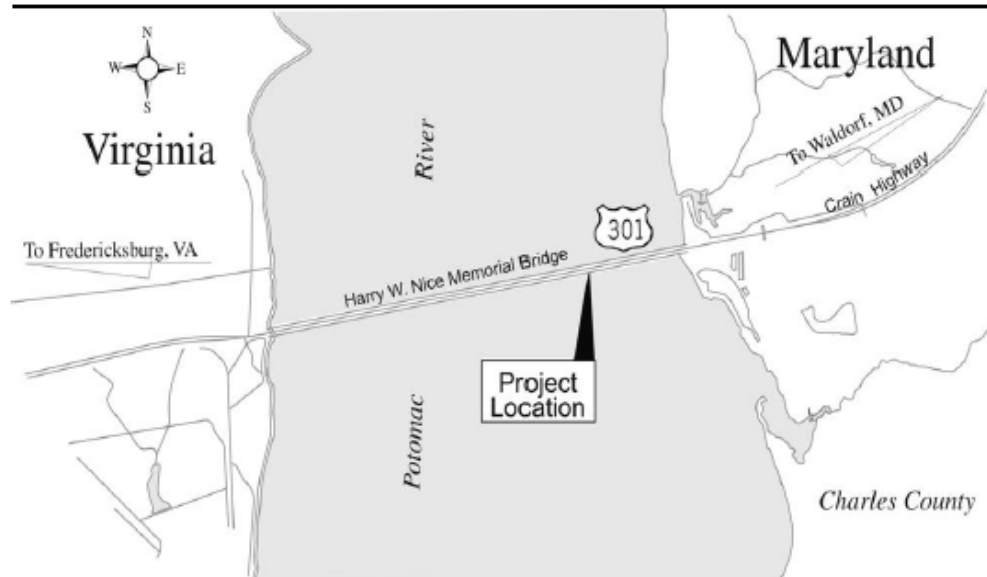 N
W E
S
Virginia
Maryland
River
To Waldorf, MD
Crain Highway
To Fredericksburg, VA
301
Harry W. Nice Memorial Bridge
Project
Location
Potomac
Charles County